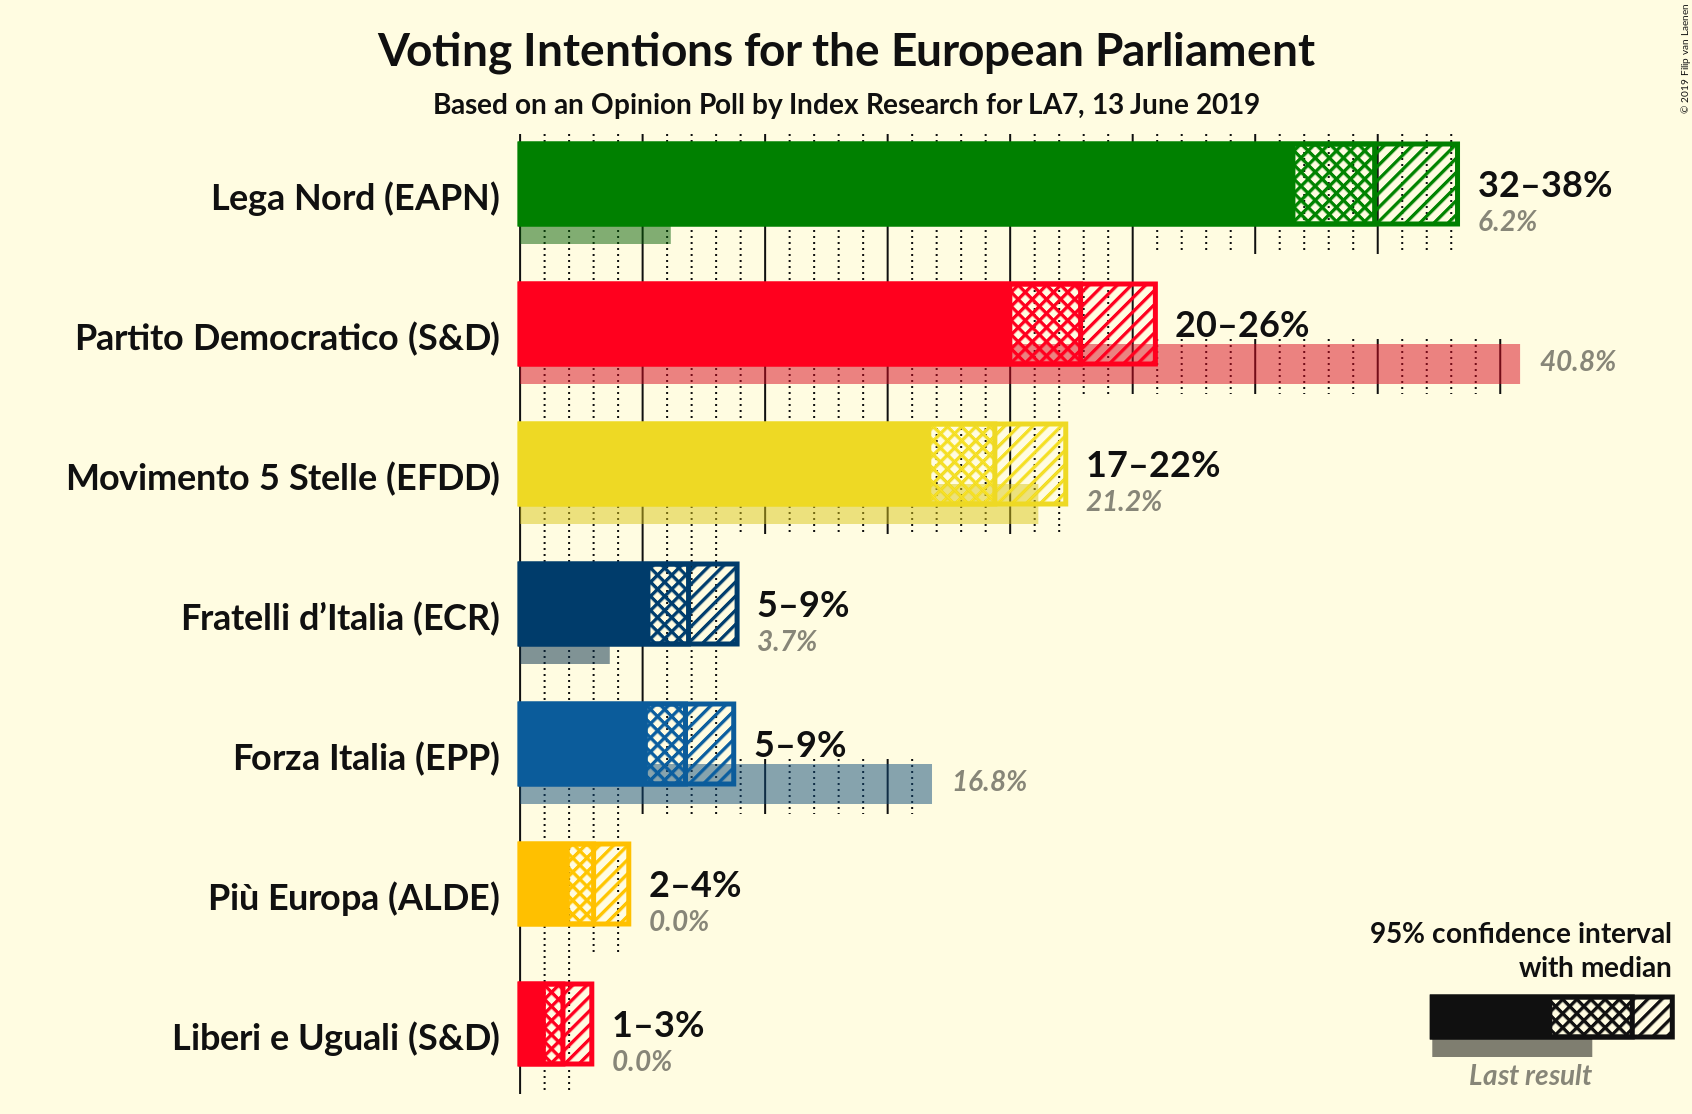 Voting Intentions for the European Parliament
Based on an Opinion Poll by Index Research for LA7, 13 June 2019
© 2019 Filip van Laenen
Lega Nord (EAPN)
32–38%
6.2%
Partito Democratico (S&D)
20–26%
40.8%
Movimento 5 Stelle (EFDD)
17–22%
21.2%
Fratelli d’Italia (ECR)
5–9%
3.7%
Forza Italia (EPP)
5–9%
16.8%
Più Europa (ALDE)
2–4%
0.0%
Liberi e Uguali (S&D)
1–3%
0.0%
95% confidence interval
with median
Last result